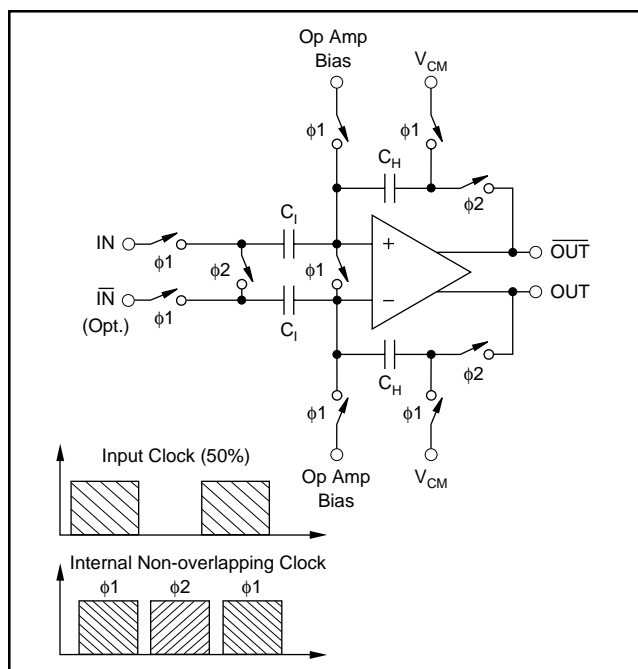 Op Amp
Bias
V_CM
ϕ1
ϕ1
C_H
ϕ2
C_I
IN
ϕ1
ϕ2
ϕ1
+
OUT̅
IN̅
(Opt.)
ϕ1
C_I
−
OUT
C_H
ϕ2
ϕ1
ϕ1
Op Amp
Bias
V_CM
Input Clock (50%)
Internal Non-overlapping Clock
ϕ1 ϕ2 ϕ1